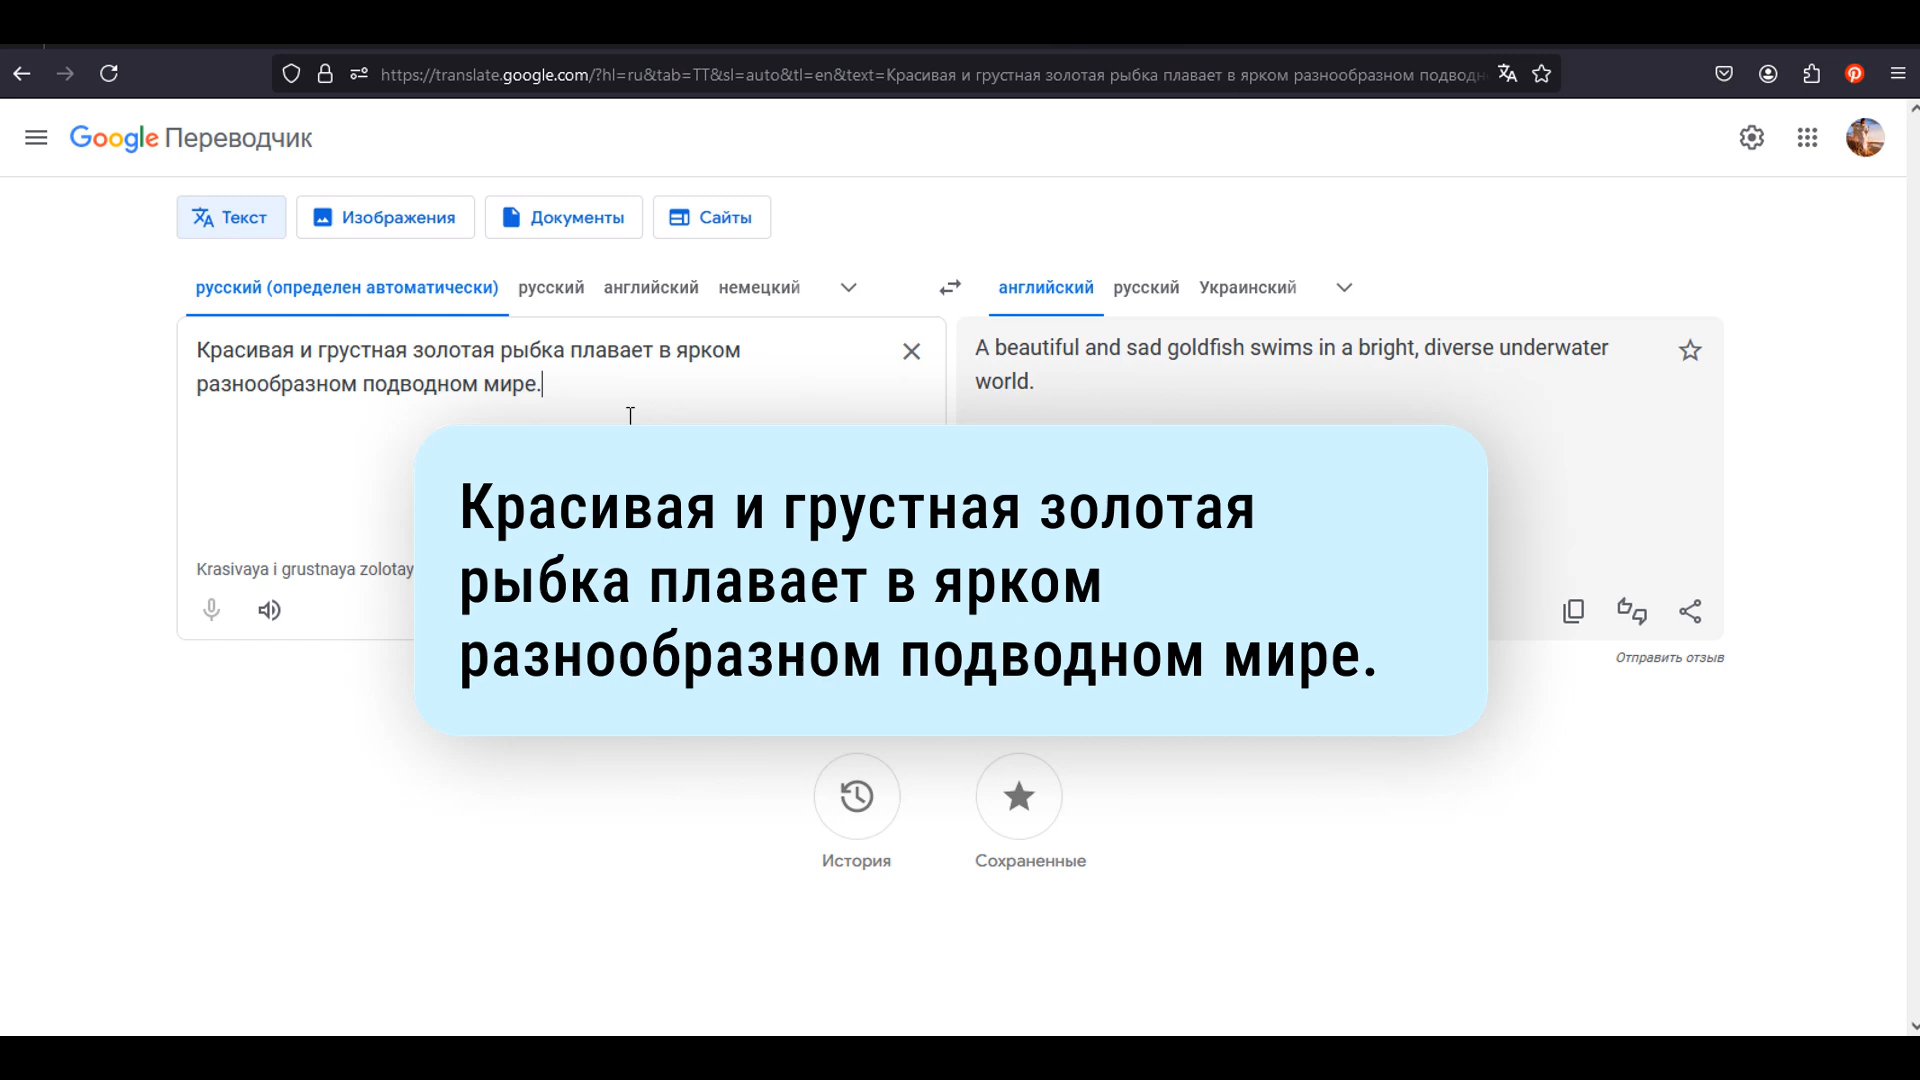 https://translate.google.com/?hl=ru&tab=TT&sl=auto&tl=en&text=Красивая и грустная золотая рыбка плавает в ярком разнообразном подводн
Google Переводчик
Текст
Изображения
Документы
Сайты
русский (определен автоматически)
русский
английский
немецкий
английский
русский
Украинский
Красивая и грустная золотая рыбка плавает в ярком
разнообразном подводном мире.
A beautiful and sad goldfish swims in a bright, diverse underwater
world.
Красивая и грустная золотая
рыбка плавает в ярком
разнообразном подводном мире.
Krasivaya i grustnaya zolotay
Отправить отзыв
История
Сохраненные